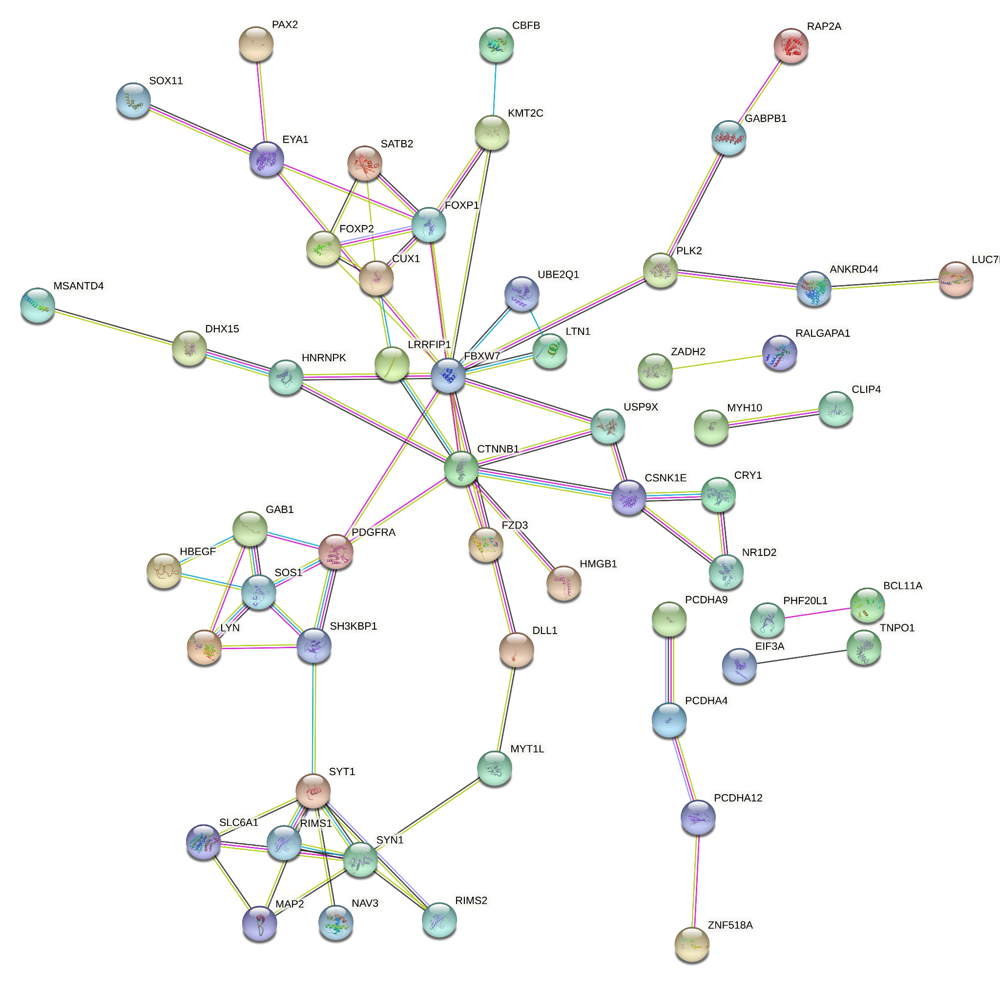 PAX2
CBFB
RAP2A
SOX11
KMT2C
GABPB1
EYA1
SATB2
FOXP1
FOXP2
PLK2
CUX1
LUC7
ANKRD44
UBE2Q1
MSANTD4
DHX15
LTN1
RALGAPA1
LRRFIP1
ZADH2
HNRNPK
FBXW7
CLIP4
USP9X
MYH10
CTNNB1
CRY1
CSNK1E
GAB1
FZD3
PDGFRA
HBEGF
NR1D2
HMGB1
SOS1
BCL11A
PCDHA9
PHF20L1
SH3KBP1
LYN
TNPO1
DLL1
EIF3A
PCDHA4
MYT1L
SYT1
PCDHA12
SLC6A1
RIMS1
SYN1
RIMS2
NAV3
MAP2
ZNF518A